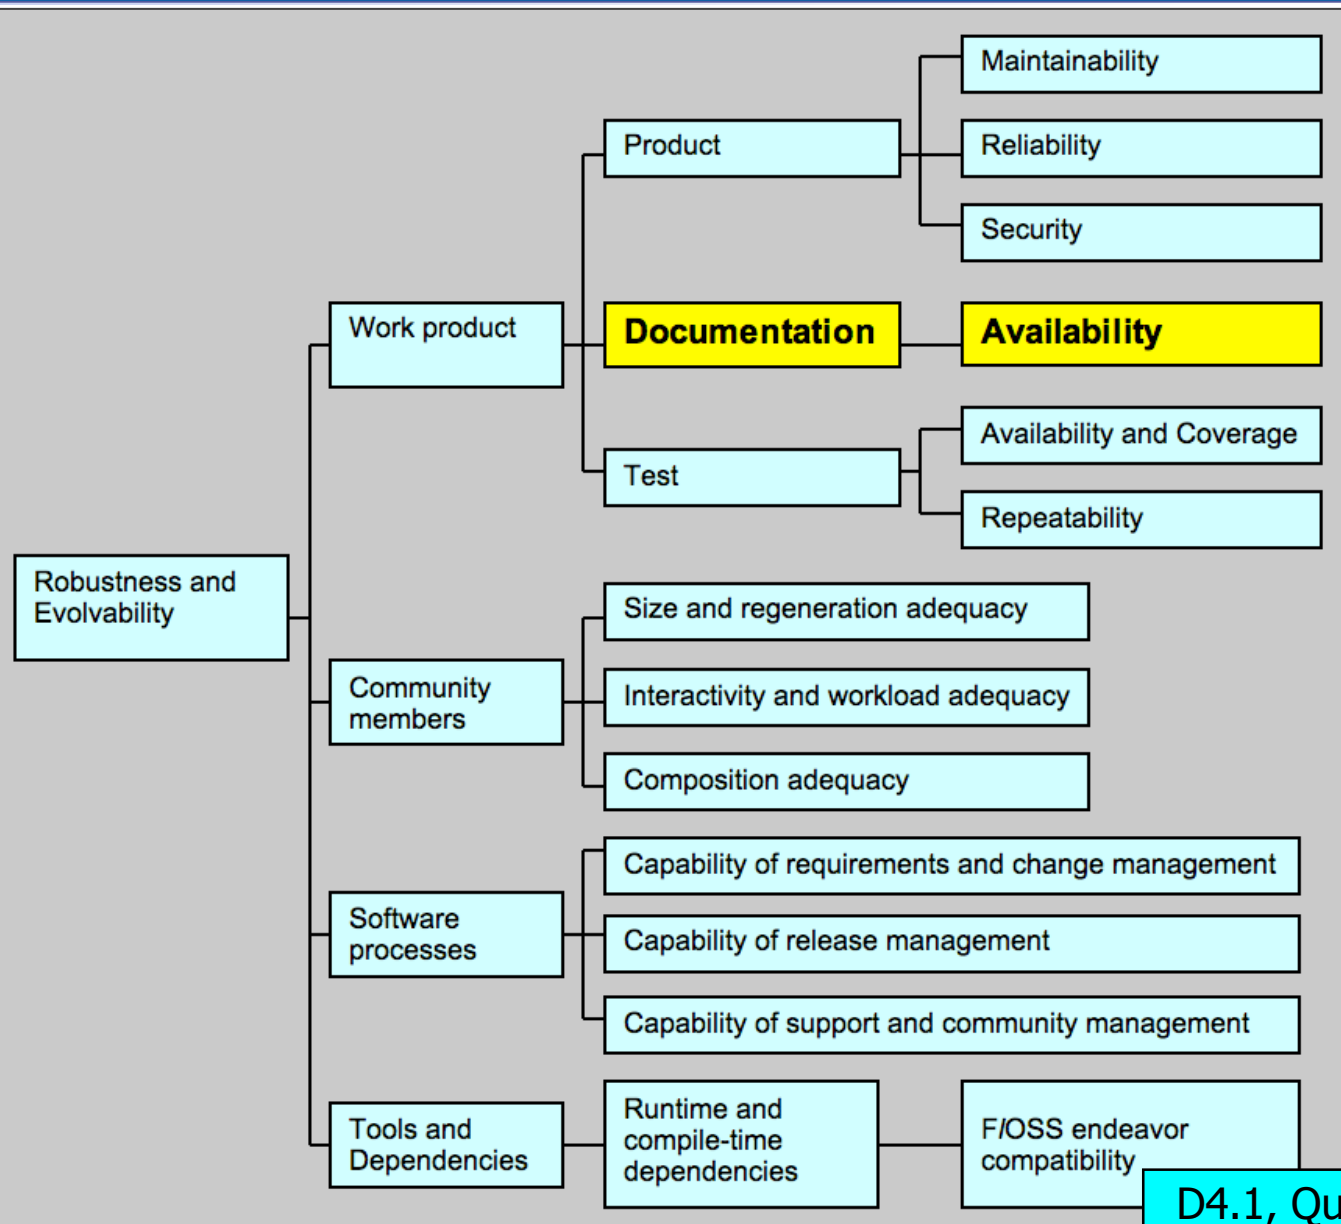 Robustness and
Evolvability
Work product
Product
Maintainability
Reliability
Security
Documentation
Availability
Test
Availability and Coverage
Repeatability
Community
members
Size and regeneration adequacy
Interactivity and workload adequacy
Composition adequacy
Software
processes
Capability of requirements and change management
Capability of release management
Capability of support and community management
Tools and
Dependencies
Runtime and
compile-time
dependencies
F/OSS endeavor
compatibility
D4.1,